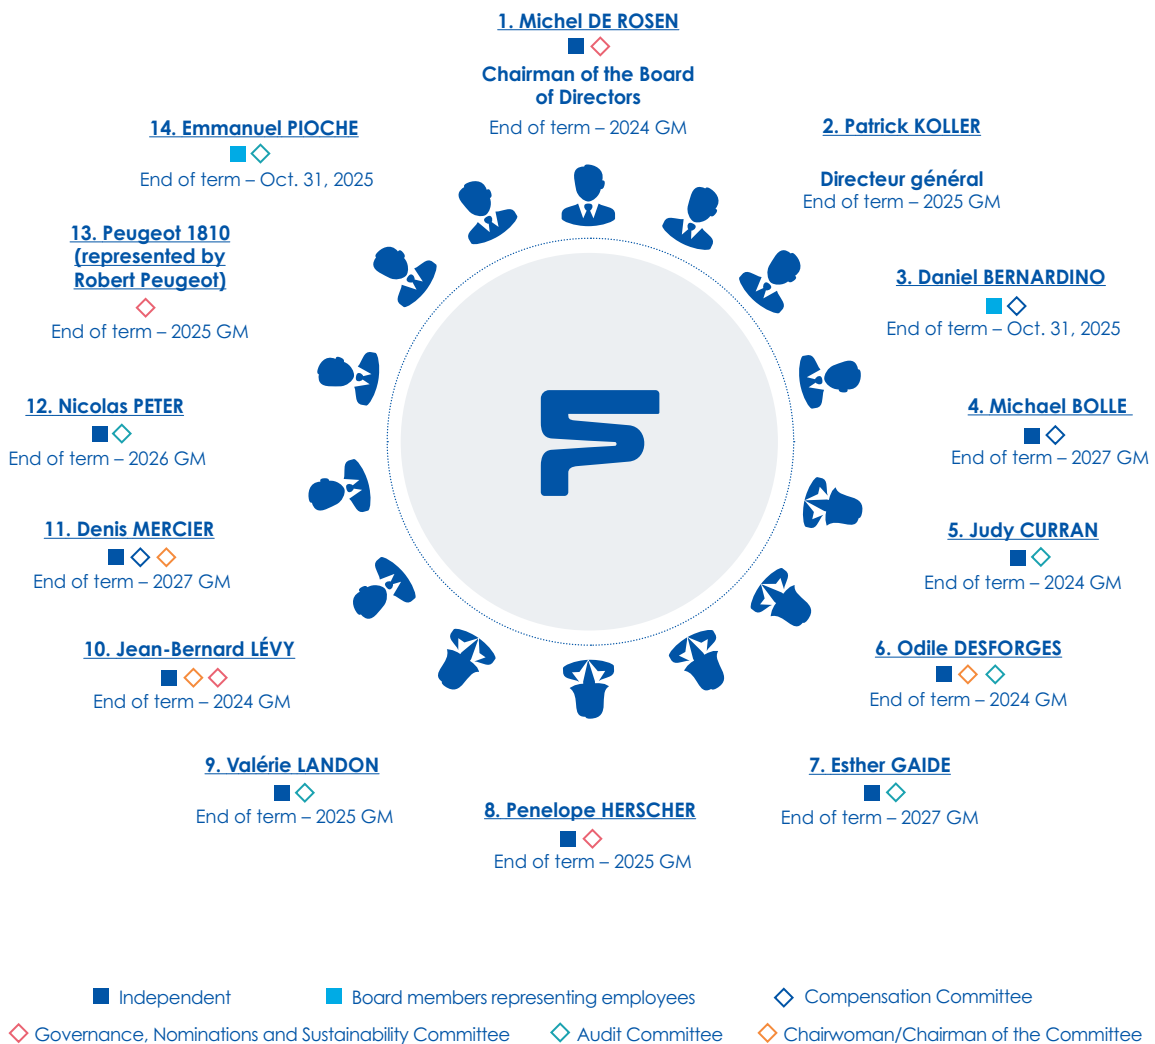 1. Michel DE ROSEN
Chairman of the Board
of Directors
End of term – 2024 GM
2. Patrick KOLLER
Directeur général
End of term – 2025 GM
3. Daniel BERNARDINO
End of term – Oct. 31, 2025
4. Michael BOLLE
End of term – 2027 GM
5. Judy CURRAN
End of term – 2024 GM
6. Odile DESFORGES
End of term – 2024 GM
7. Esther GAIDE
End of term – 2027 GM
8. Penelope HERSCHER
End of term – 2025 GM
9. Valérie LANDON
End of term – 2025 GM
10. Jean-Bernard LÉVY
End of term – 2024 GM
11. Denis MERCIER
End of term – 2027 GM
12. Nicolas PETER
End of term – 2026 GM
13. Peugeot 1810
(represented by
Robert Peugeot)
End of term – 2025 GM
14. Emmanuel PIOCHE
End of term – Oct. 31, 2025
Independent
Board members representing employees
Compensation Committee
Governance, Nominations and Sustainability Committee
Audit Committee
Chairwoman/Chairman of the Committee